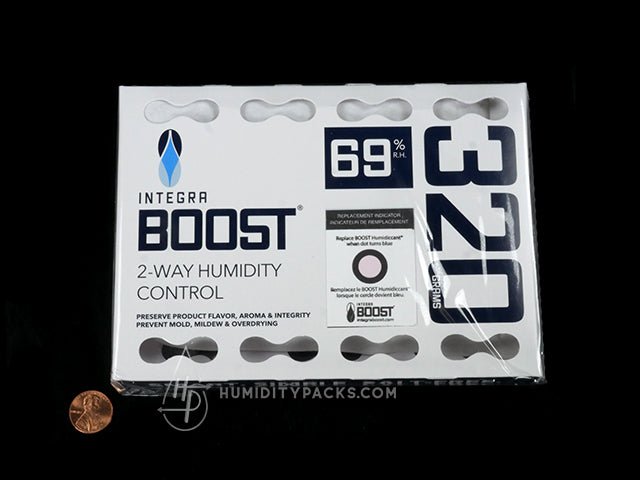 INTEGRA
BOOST®
2-WAY HUMIDITY
CONTROL
PRESERVE PRODUCT FLAVOR, AROMA & INTEGRITY
PREVENT MOLD, MILDEW & OVERDRYING
69% R.H.
320
GRAMS
REPLACEMENT INDICATOR
INDICATEUR DE REMPLACEMENT
Replace BOOST Humidiccant®
when dot turns blue
Remplacez le BOOST Humidiccant®
lorsque le cercle devient bleu.
INTEGRA
BOOST®
integraboost.com
SIMPLE
HP
HUMIDITYPACKS.COM